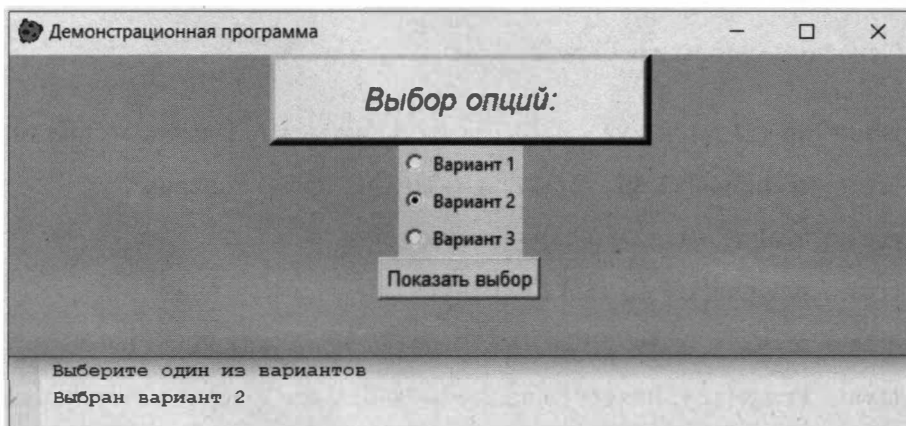 Демонстрационная программа
Выбор опций:
Вариант 1
Вариант 2
Вариант 3
Показать выбор
Выберите один из вариантов
Выбран вариант 2